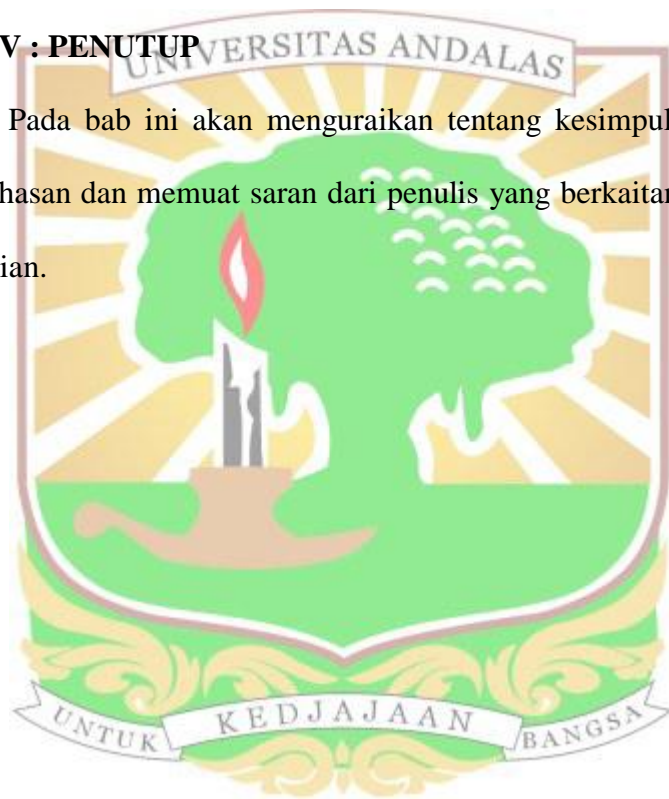 V : PENUTUP
UNIVERSITAS ANDALAS
Pada bab ini akan menguraikan tentang kesimpul
hasan dan memuat saran dari penulis yang berkaitan
ian.
UNTUK KEDJAJAAN BANGSA